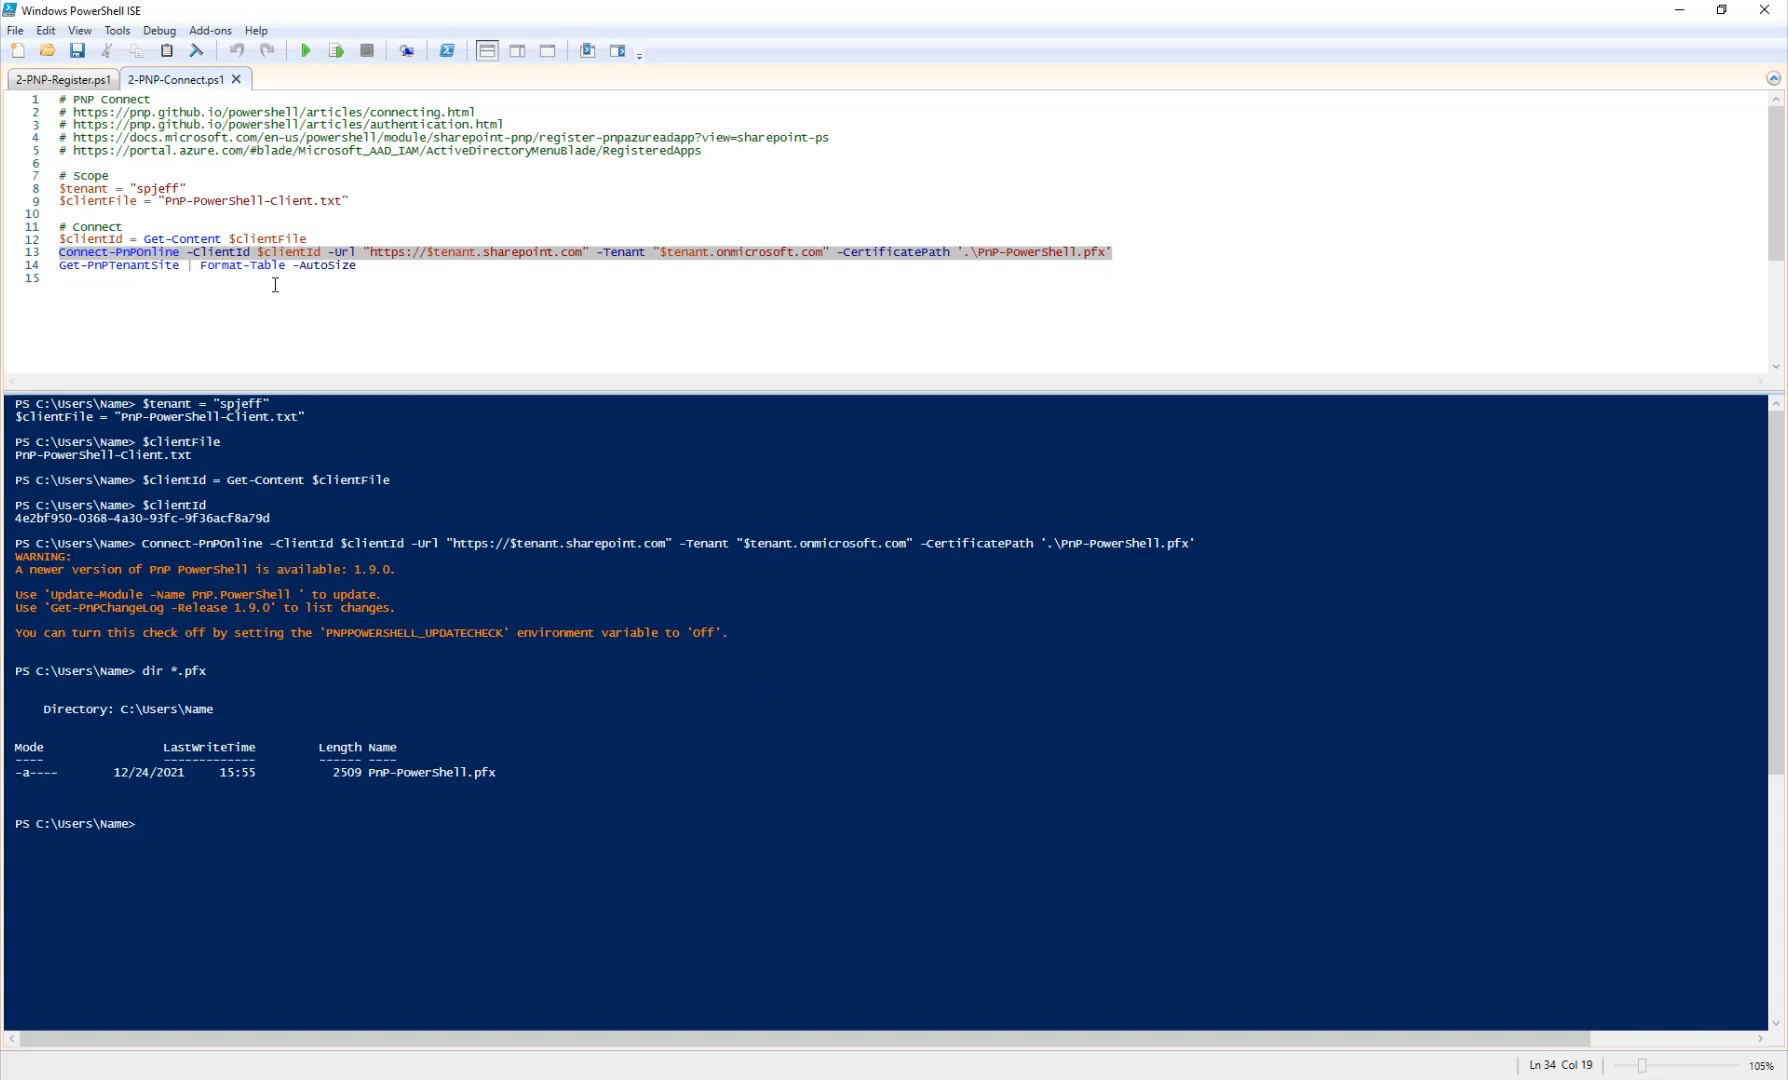 Windows PowerShell ISE
File Edit View Tools Debug Add-ons Help
2-PNP-Register.ps1 2-PNP-Connect.ps1
1 # PNP Connect
2 # https://pnp.github.io/powershell/articles/connecting.html
3 # https://pnp.github.io/powershell/articles/authentication.html
4 # https://docs.microsoft.com/en-us/powershell/module/sharepoint-pnp/register-pnpazureadapp?view=sharepoint-ps
5 # https://portal.azure.com/#blade/Microsoft_AAD_IAM/ActiveDirectoryMenuBlade/RegisteredApps
6
7 # Scope
8 $tenant = "spjeff"
9 $clientFile = "PnP-PowerShell-Client.txt"
10
11 # Connect
12 $clientId = Get-Content $clientFile
13 Connect-PnPOnline -ClientId $clientId -Url "https://$tenant.sharepoint.com" -Tenant "$tenant.onmicrosoft.com" -CertificatePath '.\PnP-PowerShell.pfx'
14 Get-PnPTenantSite | Format-Table -AutoSize
15
PS C:\Users\Name> $tenant = "spjeff"
$clientFile = "PnP-PowerShell-Client.txt"
PS C:\Users\Name> $clientFile
PnP-PowerShell-Client.txt
PS C:\Users\Name> $clientId = Get-Content $clientFile
PS C:\Users\Name> $clientId
4e2bf950-0368-4a30-93fc-9f36acf8a79d
PS C:\Users\Name> Connect-PnPOnline -ClientId $clientId -Url "https://$tenant.sharepoint.com" -Tenant "$tenant.onmicrosoft.com" -CertificatePath '.\PnP-PowerShell.pfx'
WARNING:
A newer version of PnP PowerShell is available: 1.9.0.
Use 'Update-Module -Name PnP.PowerShell ' to update.
Use 'Get-PnPChangeLog -Release 1.9.0' to list changes.
You can turn this check off by setting the 'PNPPOWERSHELL_UPDATECHECK' environment variable to 'Off'.
PS C:\Users\Name> dir *.pfx
Directory: C:\Users\Name
Mode LastWriteTime Length Name
---- ------------- ------ ----
-a---- 12/24/2021 15:55 2509 PnP-PowerShell.pfx
PS C:\Users\Name>
Ln 34 Col 19 105%